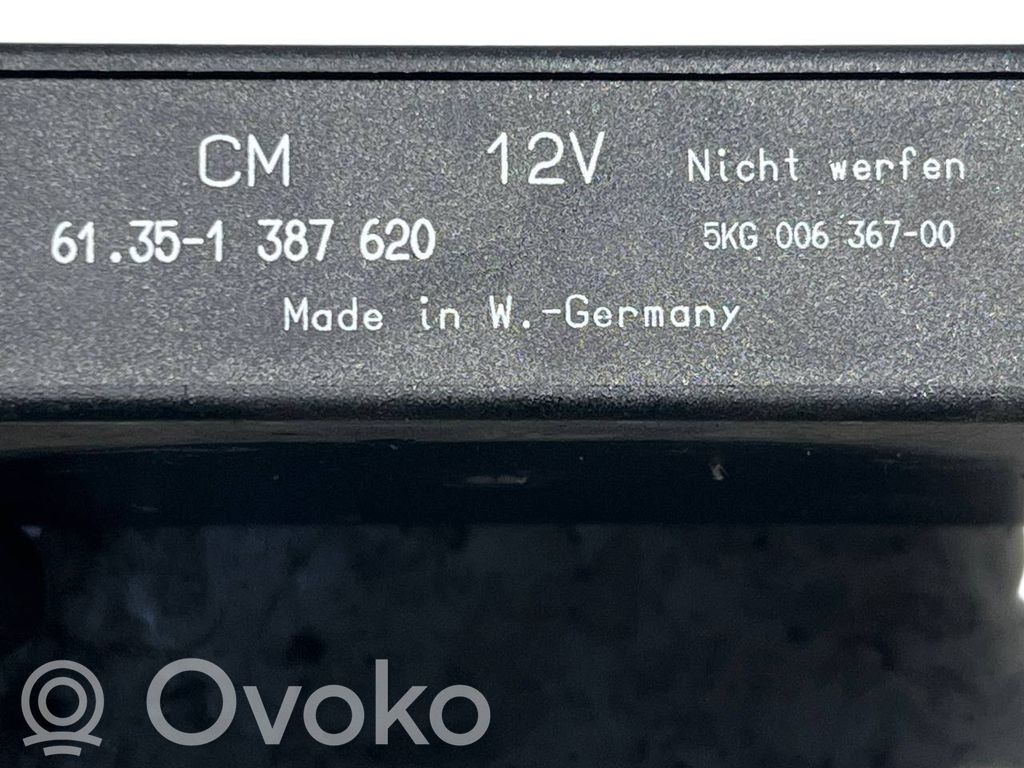 CM 12V Nicht werfen
61.35-1 387 620 5KG 006 367-00
Made in W.-Germany
Ovoko